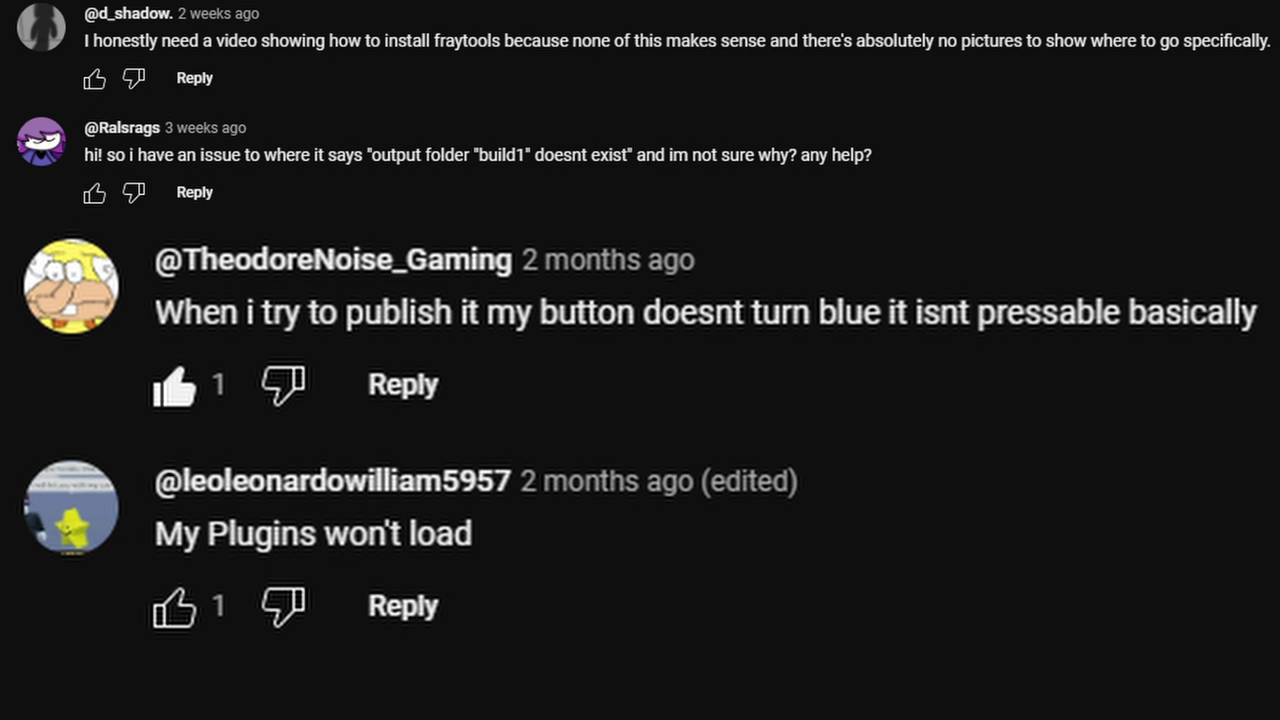 @d_shadow. 2 weeks ago
I honestly need a video showing how to install fraytools because none of this makes sense and there's absolutely no pictures to show where to go specifically.
Reply
@Ralsrags 3 weeks ago
hi! so i have an issue to where it says "output folder "build1" doesnt exist" and im not sure why? any help?
Reply
@TheodoreNoise_Gaming 2 months ago
When i try to publish it my button doesnt turn blue it isnt pressable basically
1 Reply
@leoleonardowilliam5957 2 months ago (edited)
My Plugins won't load
1 Reply